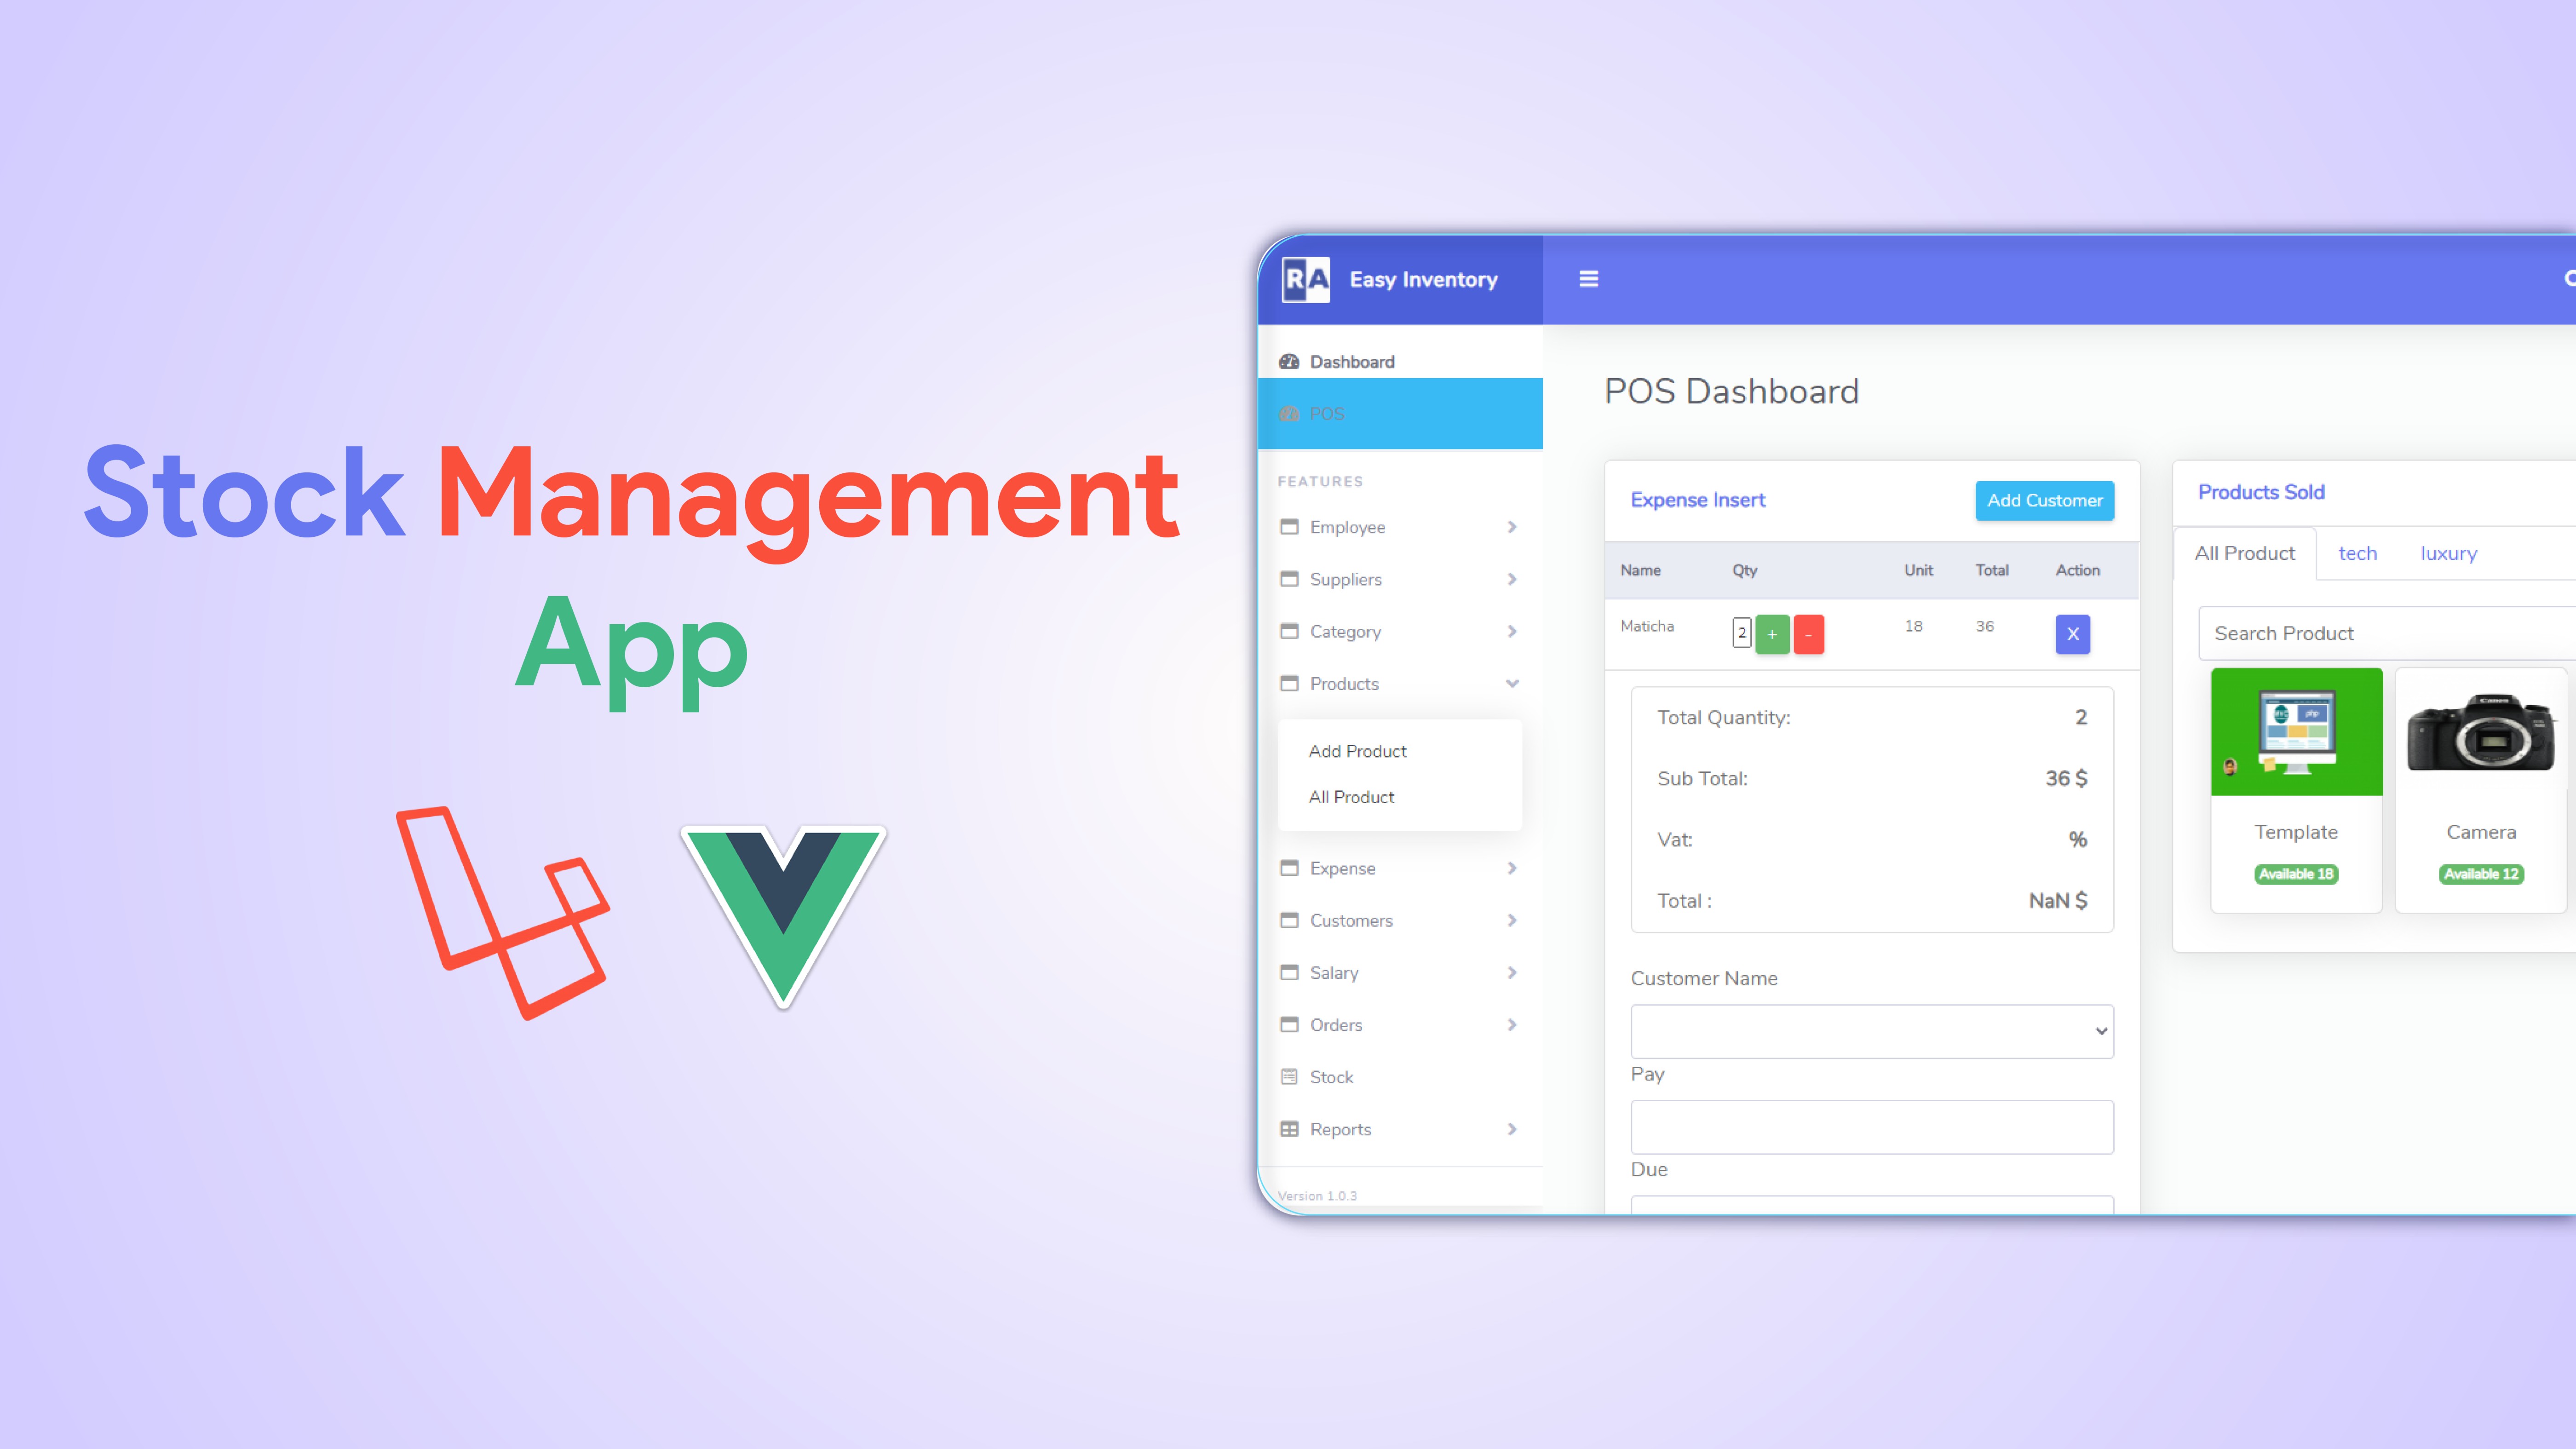 Stock Management
App
RA Easy Inventory
Dashboard
POS
FEATURES
Employee
Suppliers
Category
Products
Add Product
All Product
Expense
Customers
Salary
Orders
Stock
Reports
Version 1.0.3
POS Dashboard
Expense Insert Add Customer
Name Qty Unit Total Action
Maticha 2 + - 18 36 X
Total Quantity: 2
Sub Total: 36 $
Vat: %
Total : NaN $
Customer Name
Pay
Due
Products Sold
All Product tech luxury
Search Product
php
Canon
Template Camera
Available 18 Available 12